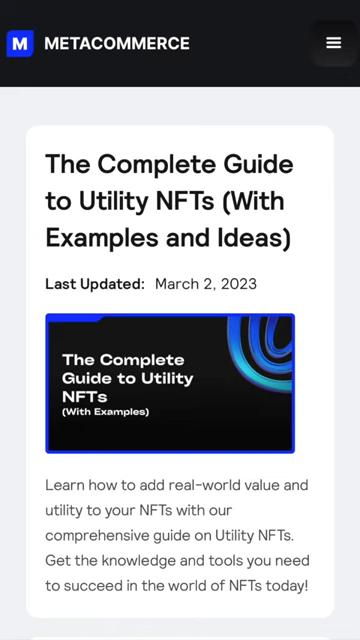 M METACOMMERCE
The Complete Guide
to Utility NFTs (With
Examples and Ideas)
Last Updated: March 2, 2023
The Complete
Guide to Utility
NFTs
(With Examples)
Learn how to add real-world value and
utility to your NFTs with our
comprehensive guide on Utility NFTs.
Get the knowledge and tools you need
to succeed in the world of NFTs today!